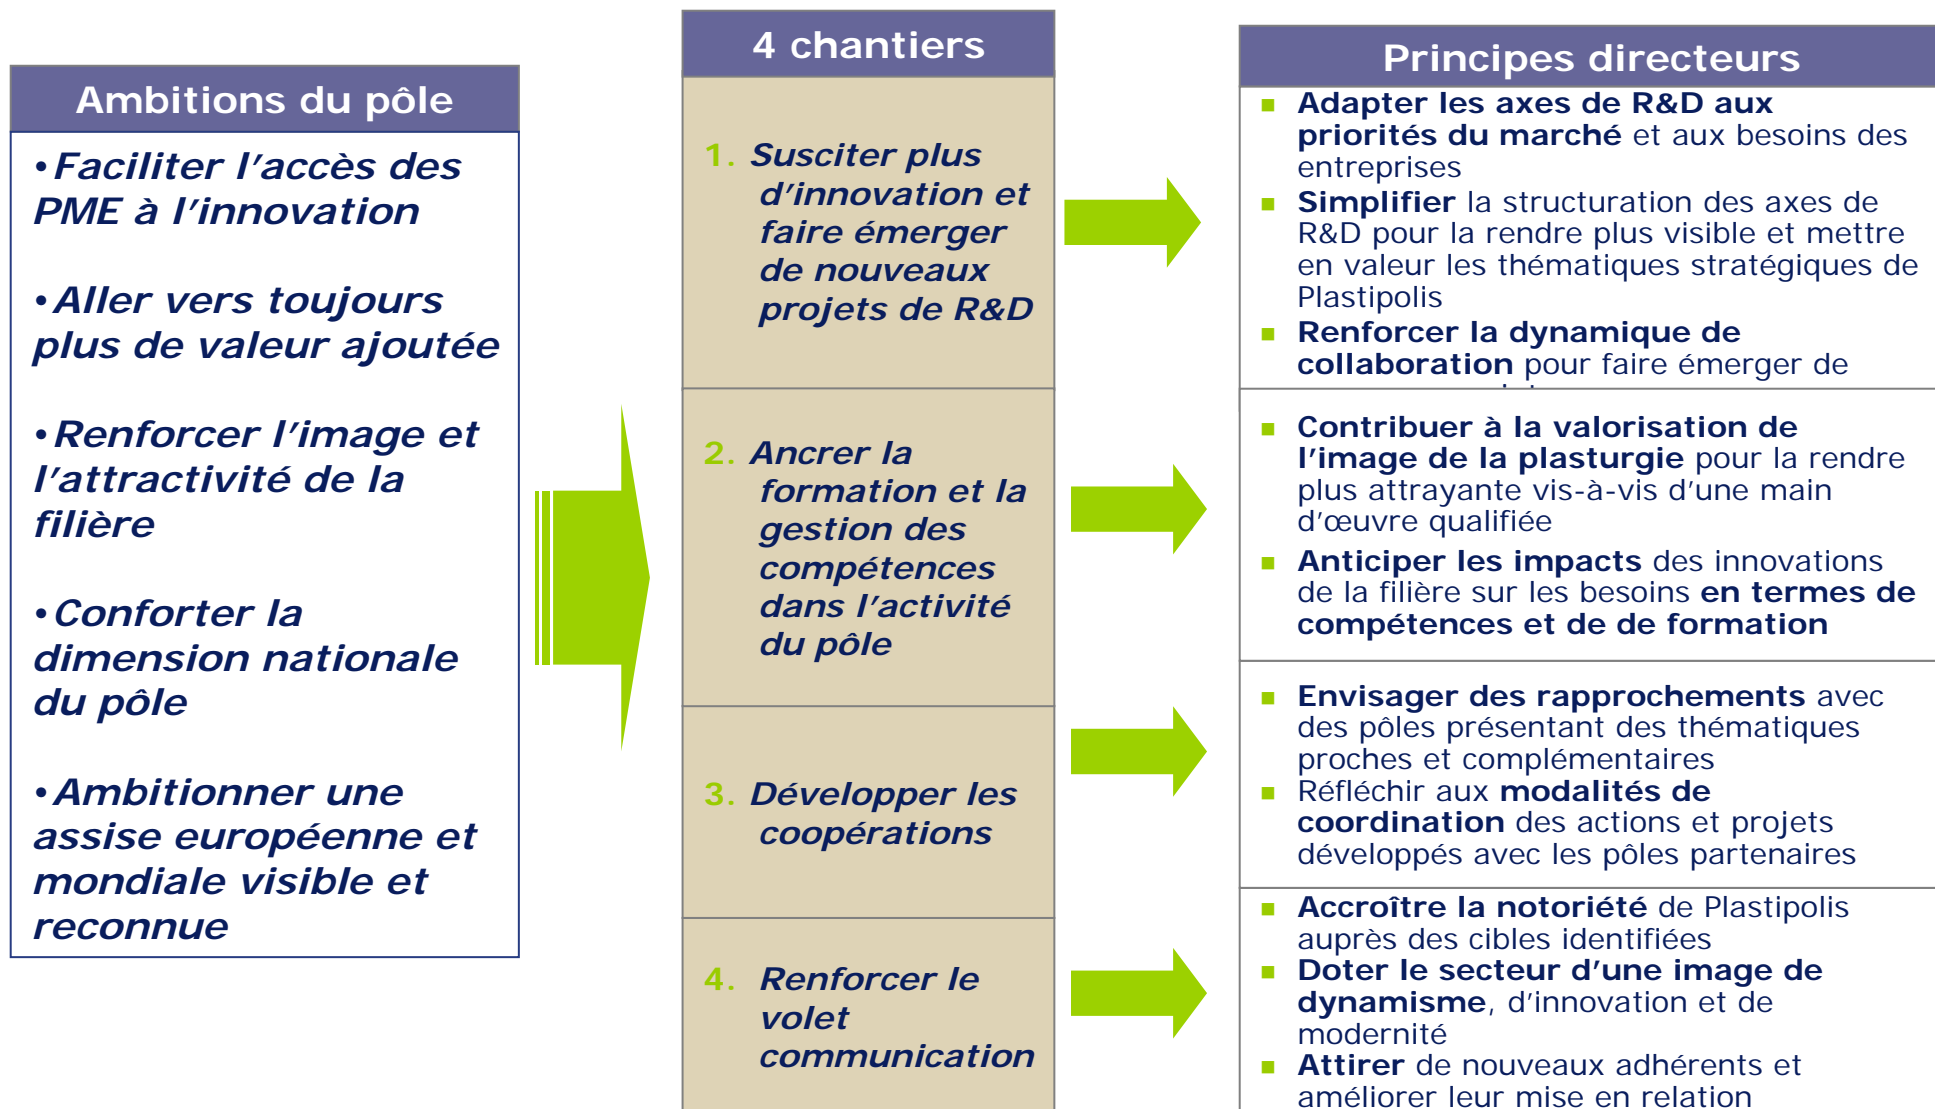 Ambitions du pôle
•Faciliter l'accès des
PME à l'innovation
•Aller vers toujours
plus de valeur ajoutée
•Renforcer l'image et
l'attractivité de la
filière
•Conforter la
dimension nationale
du pôle
•Ambitionner une
assise européenne et
mondiale visible et
reconnue
4 chantiers
1. Susciter plus
d'innovation et
faire émerger
de nouveaux
projets de R&D
2. Ancrer la
formation et la
gestion des
compétences
dans l'activité
du pôle
3. Développer les
coopérations
4. Renforcer le
volet
communication
Principes directeurs
Adapter les axes de R&D aux
priorités du marché et aux besoins des
entreprises
Simplifier la structuration des axes de
R&D pour la rendre plus visible et mettre
en valeur les thématiques stratégiques de
Plastipolis
Renforcer la dynamique de
collaboration pour faire émerger de
Contribuer à la valorisation de
l'image de la plasturgie pour la rendre
plus attrayante vis-à-vis d'une main
d'œuvre qualifiée
Anticiper les impacts des innovations
de la filière sur les besoins en termes de
compétences et de de formation
Envisager des rapprochements avec
des pôles présentant des thématiques
proches et complémentaires
Réfléchir aux modalités de
coordination des actions et projets
développés avec les pôles partenaires
Accroître la notoriété de Plastipolis
auprès des cibles identifiées
Doter le secteur d'une image de
dynamisme, d'innovation et de
modernité
Attirer de nouveaux adhérents et
améliorer leur mise en relation